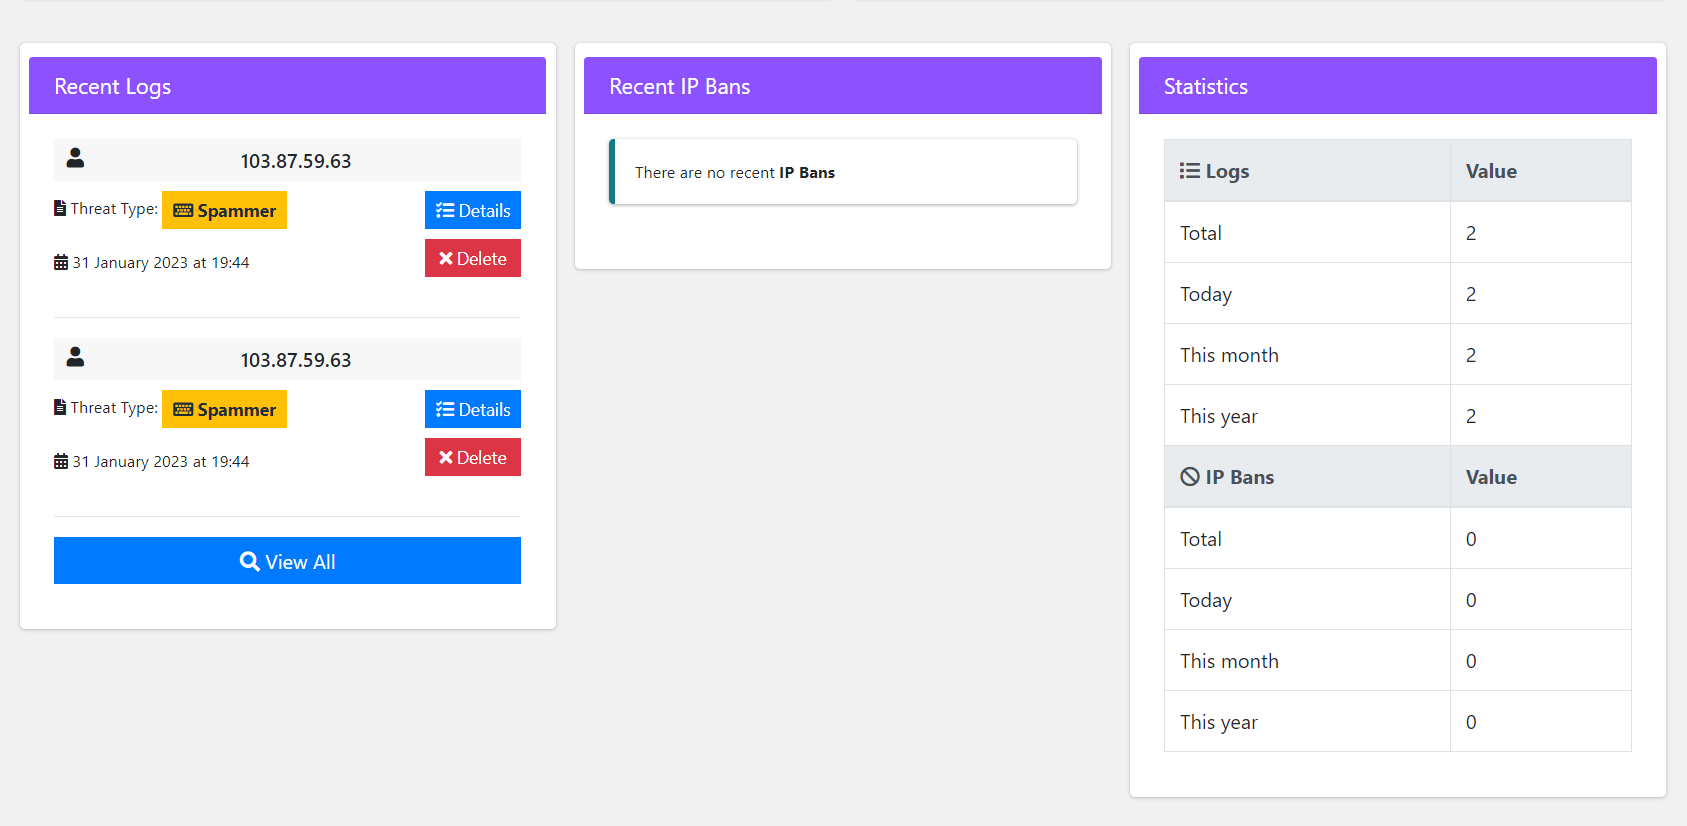 Recent Logs
103.87.59.63
Threat Type: Spammer Details
31 January 2023 at 19:44 Delete
103.87.59.63
Threat Type: Spammer Details
31 January 2023 at 19:44 Delete
View All
Recent IP Bans
There are no recent IP Bans
Statistics
Logs Value
Total 2
Today 2
This month 2
This year 2
IP Bans Value
Total 0
Today 0
This month 0
This year 0